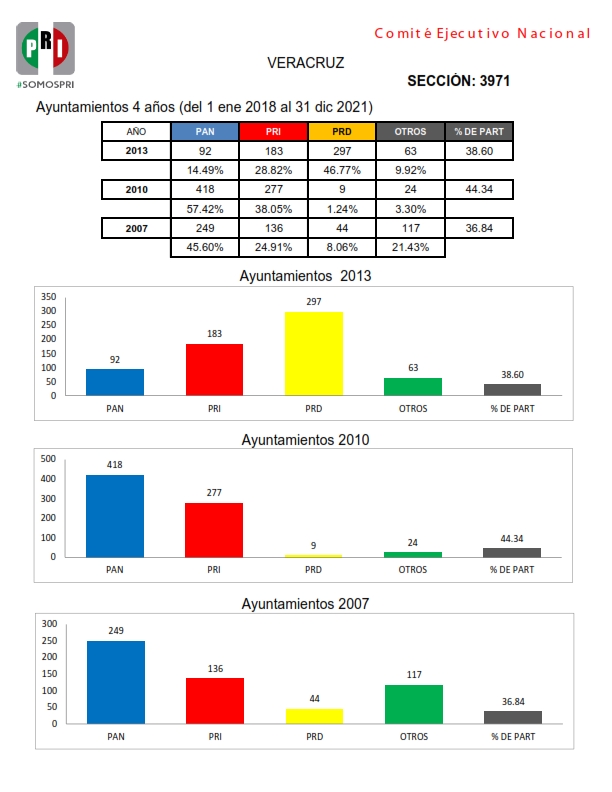 Comité Ejecutivo Nacional
PRI
#SOMOSPRI
VERACRUZ
SECCIÓN: 3971
Ayuntamientos 4 años (del 1 ene 2018 al 31 dic 2021)
AÑO PAN PRI PRD OTROS % DE PART
2013 92 183 297 63 38.60
14.49% 28.82% 46.77% 9.92%
2010 418 277 9 24 44.34
57.42% 38.05% 1.24% 3.30%
2007 249 136 44 117 36.84
45.60% 24.91% 8.06% 21.43%
Ayuntamientos 2013
350
300
250
200
150
100
50
0
92 183 297 63 38.60
PAN PRI PRD OTROS % DE PART
Ayuntamientos 2010
500
400
300
200
100
0
418 277 9 24 44.34
PAN PRI PRD OTROS % DE PART
Ayuntamientos 2007
300
250
200
150
100
50
0
249 136 44 117 36.84
PAN PRI PRD OTROS % DE PART